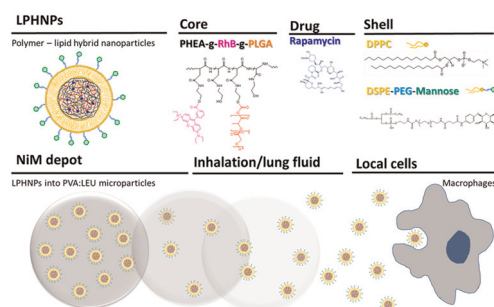 LPHNPs
Polymer – lipid hybrid nanoparticles
Core
PHEA-g-RhB-g-PLGA
Drug
Rapamycin
Shell
DPPC
DSPE-PEG-Mannose
NiM depot
LPHNPs into PVA:LEU microparticles
Inhalation/lung fluid
Local cells
Macrophages